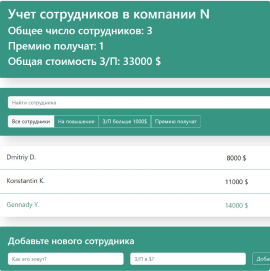 Учет сотрудников в компании N
Общее число сотрудников: 3
Премию получат: 1
Общая стоимость З/П: 33000 $
Найти сотрудника
Все сотрудники На повышение З/П больше 1000$ Премию получат
Dmitriy D. 8000 $
Konstantin K. 11000 $
Gennady Y. 14000 $
Добавьте нового сотрудника
Как его зовут? З/П в $? Доба